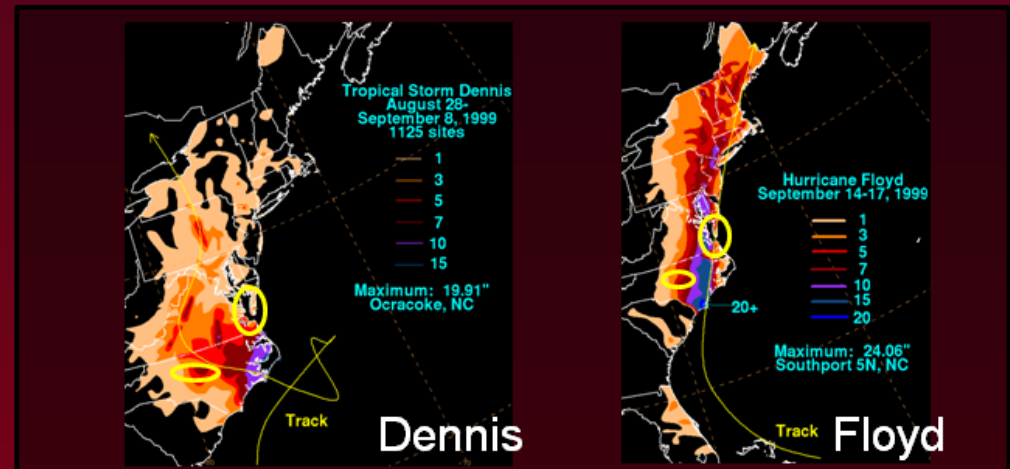 Tropical Storm Dennis
August 28-
September 8, 1999
1125 sites
1
3
5
7
10
15
Maximum: 19.91"
Ocracoke, NC
Track
Dennis
Hurricane Floyd
September 14-17, 1999
1
3
5
7
10
15
20
20+
Maximum: 24.06"
Southport 5N, NC
Track
Floyd